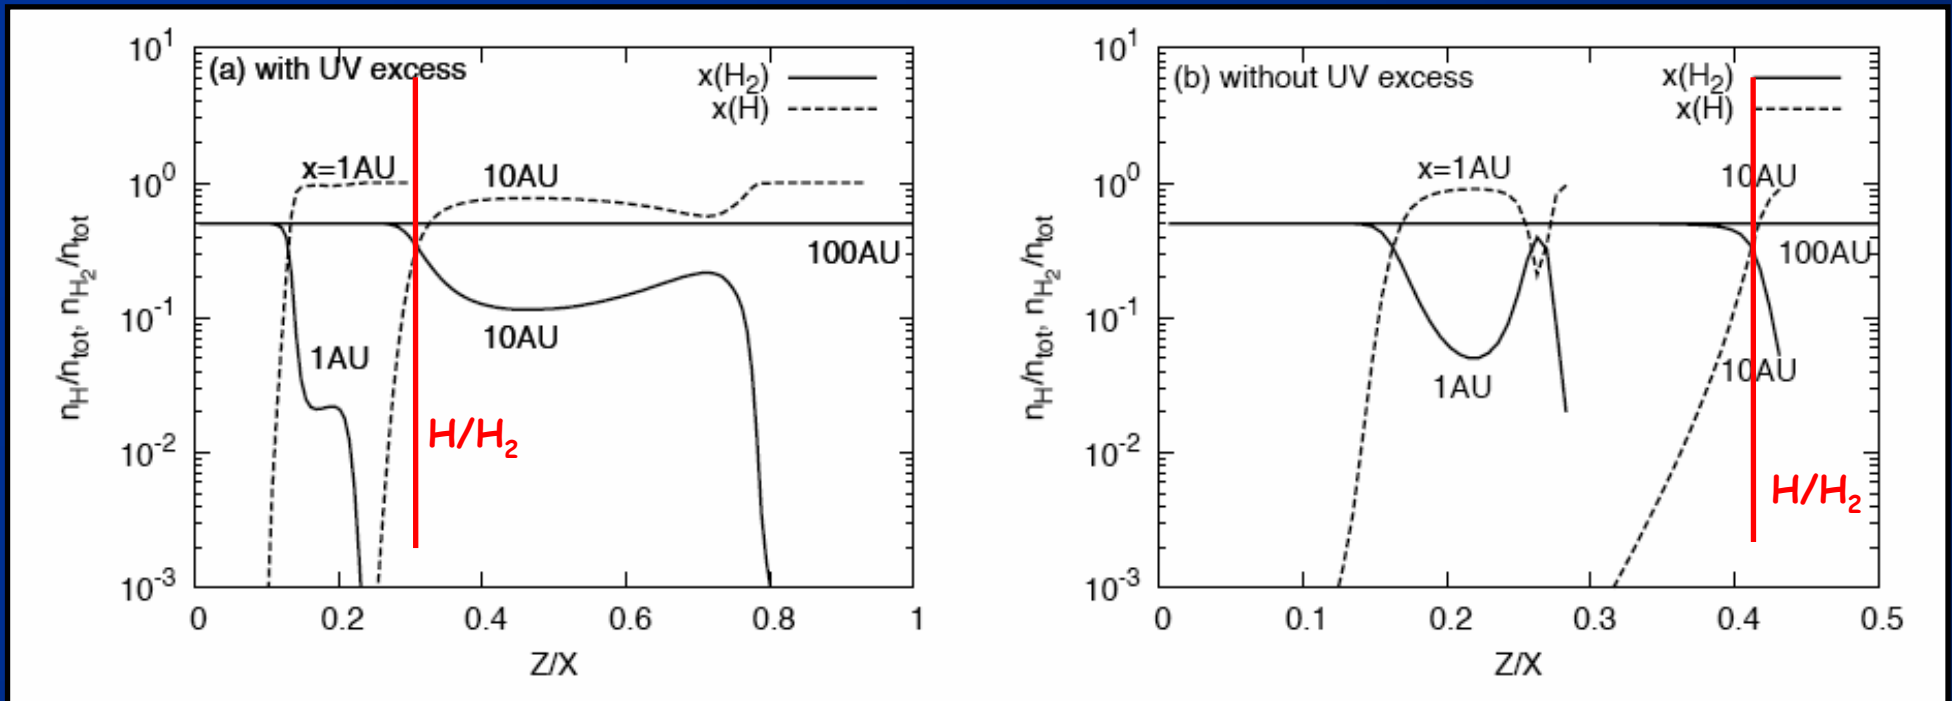 (a) with UV excess
x(H₂)
x(H)
x=1AU
10AU
100AU
1AU
10AU
H/H₂
10¹
10⁰
10⁻¹
10⁻²
10⁻³
n_H/n_tot, n_H₂/n_tot
0 0.2 0.4 0.6 0.8 1
Z/X
(b) without UV excess
x(H₂)
x(H)
x=1AU
10AU
100AU
1AU
10AU
H/H₂
10¹
10⁰
10⁻¹
10⁻²
10⁻³
n_H/n_tot, n_H₂/n_tot
0 0.1 0.2 0.3 0.4 0.5
Z/X